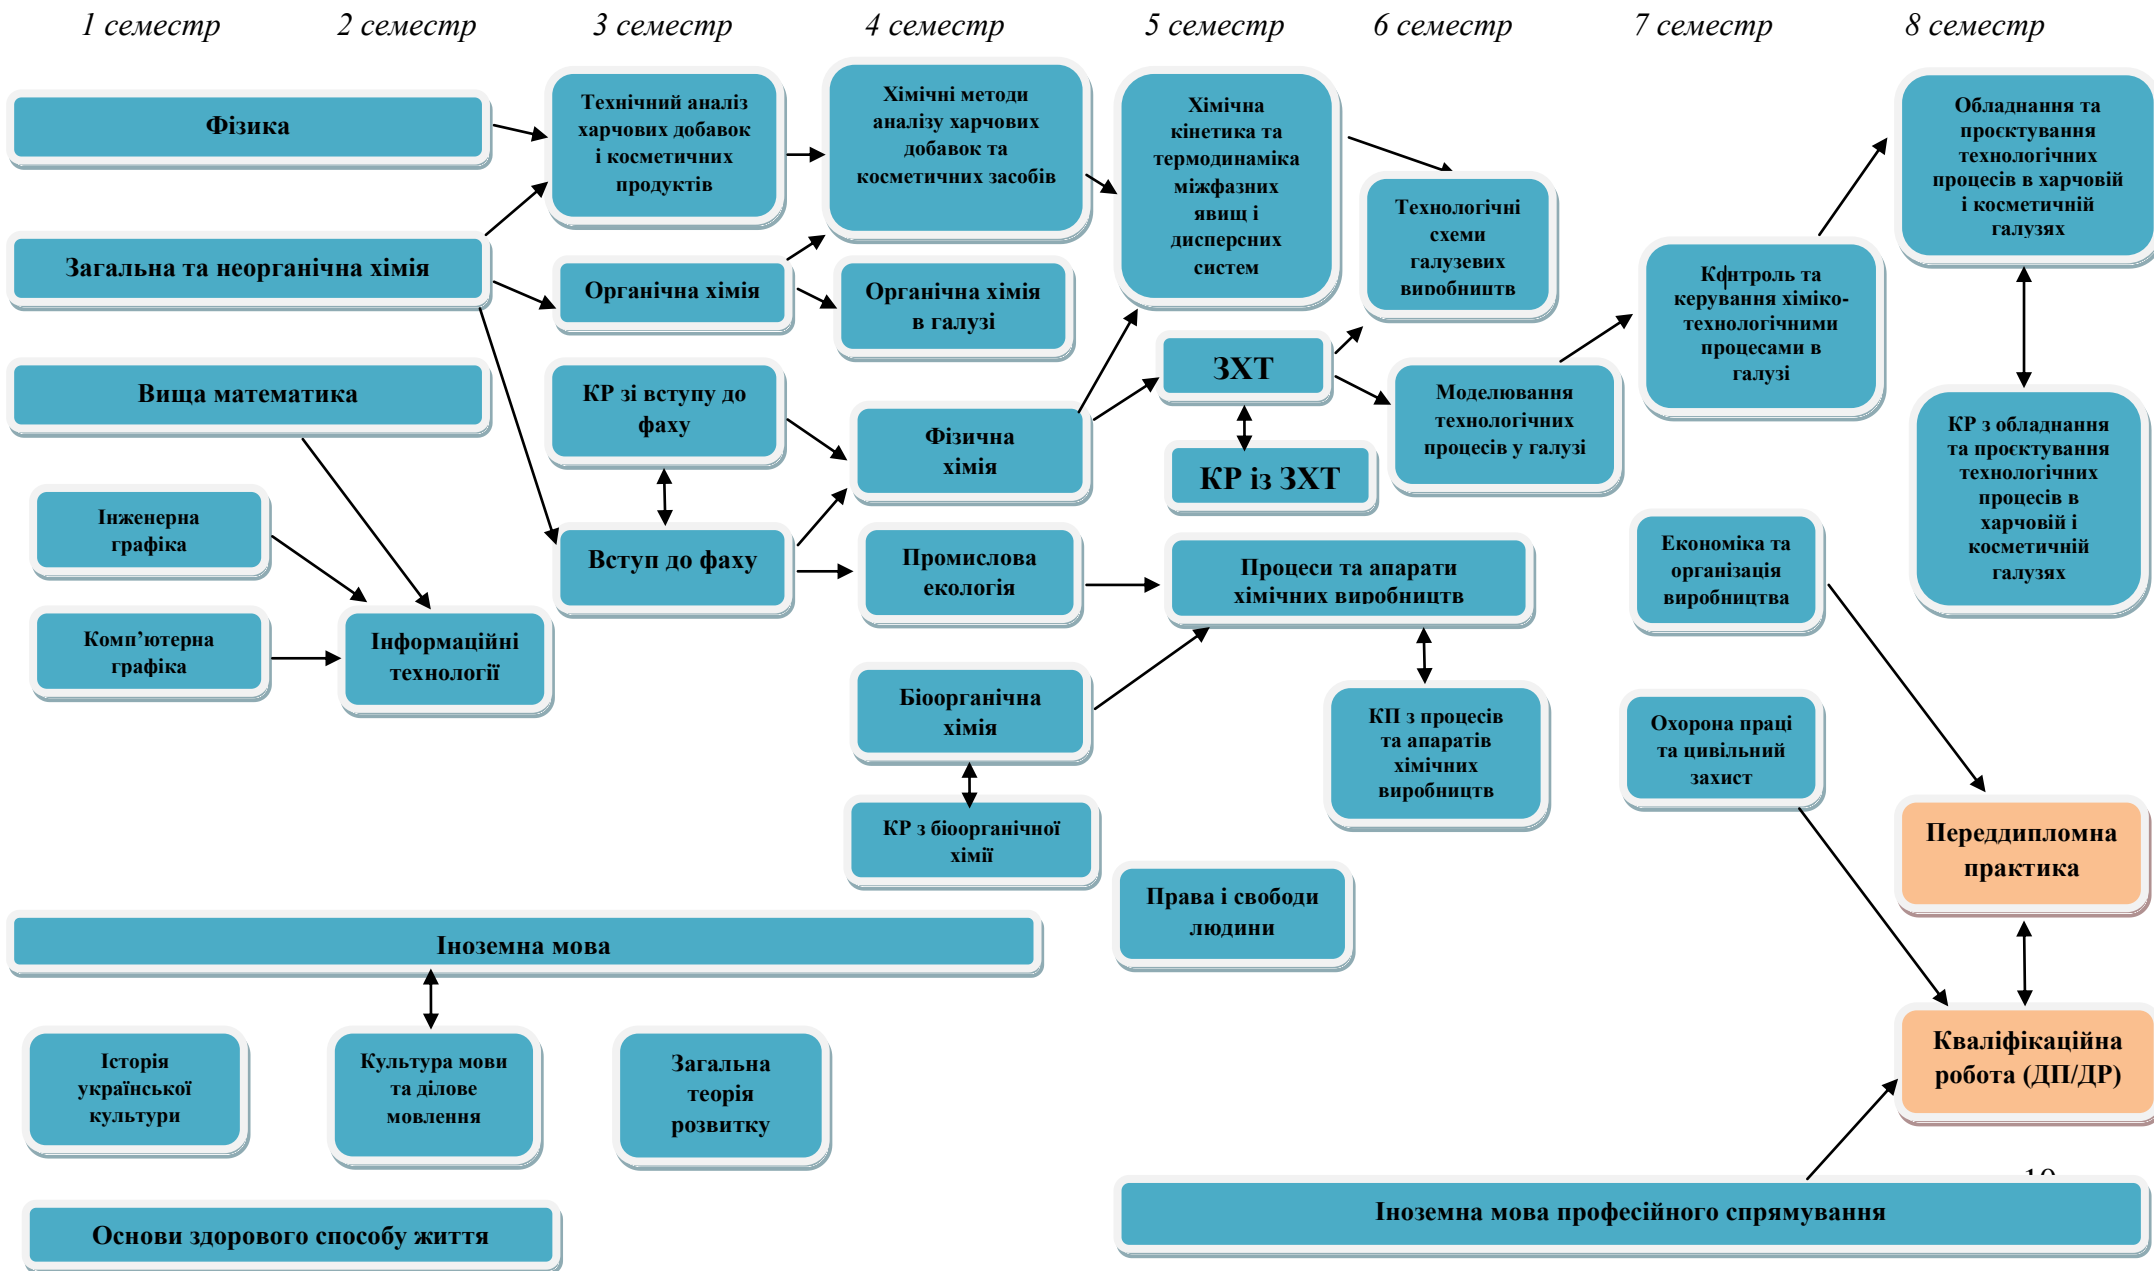 1 семестр
2 семестр
3 семестр
4 семестр
5 семестр
6 семестр
7 семестр
8 семестр
Фізика
Загальна та неорганічна хімія
Вища математика
Інженерна
графіка
Комп’ютерна
графіка
Інформаційні
технології
Технічний аналіз
харчових добавок
і косметичних
продуктів
Органічна хімія
КР зі вступу до
фаху
Вступ до фаху
Хімічні методи
аналізу харчових
добавок та
косметичних засобів
Органічна хімія
в галузі
Фізична
хімія
Промислова
екологія
Біоорганічна
хімія
КР з біоорганічної
хімії
Хімічна
кінетика та
термодинаміка
міжфазних
явищ і
дисперсних
систем
ЗХТ
КР із ЗХТ
Процеси та апарати
хімічних виробництв
Права і свободи
людини
Технологічні
схеми
галузевих
виробництв
Моделювання
технологічних
процесів у галузі
КП з процесів
та апаратів
хімічних
виробництв
Контроль та
керування хіміко-
технологічними
процесами в
галузі
Економіка та
організація
виробництва
Охорона праці
та цивільний
захист
Обладнання та
проєктування
технологічних
процесів в харчовій
і косметичній
галузях
КР з обладнання
та проєктування
технологічних
процесів в
харчовій і
косметичній
галузях
Переддипломна
практика
Кваліфікаційна
робота (ДП/ДР)
Іноземна мова
Історія
української
культури
Культура мови
та ділове
мовлення
Загальна
теорія
розвитку
Основи здорового способу життя
Іноземна мова професійного спрямування